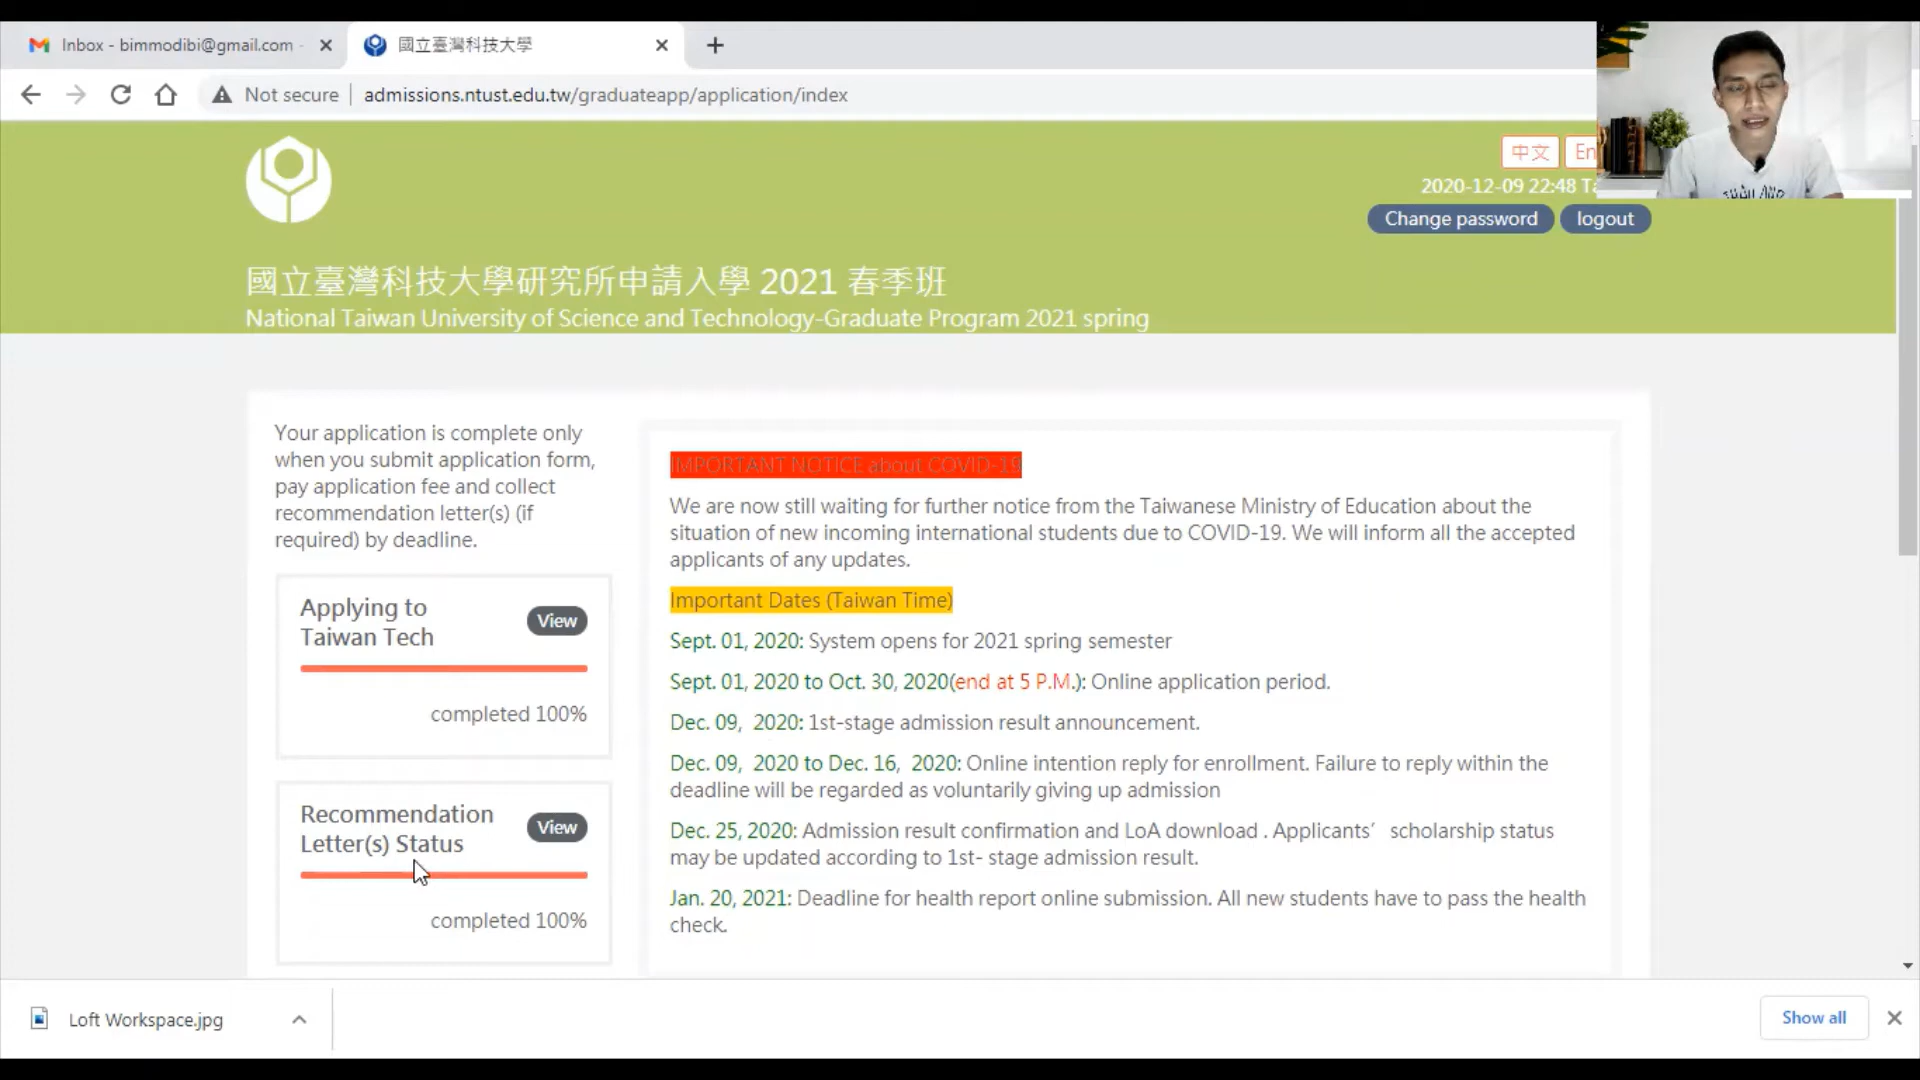 Inbox - bimmodibi@gmail.com -
國立臺灣科技大學
Not secure
admissions.ntust.edu.tw/graduateapp/application/index
中文
En
2020-12-09 22:48
Change password
logout
國立臺灣科技大學研究所申請入學 2021 春季班
National Taiwan University of Science and Technology-Graduate Program 2021 spring
Your application is complete only
when you submit application form,
pay application fee and collect
recommendation letter(s) (if
required) by deadline.
Applying to
Taiwan Tech
View
completed 100%
Recommendation
Letter(s) Status
View
completed 100%
IMPORTANT NOTICE about COVID-19
We are now still waiting for further notice from the Taiwanese Ministry of Education about the
situation of new incoming international students due to COVID-19. We will inform all the accepted
applicants of any updates.
Important Dates (Taiwan Time)
Sept. 01, 2020: System opens for 2021 spring semester
Sept. 01, 2020 to Oct. 30, 2020(end at 5 P.M.): Online application period.
Dec. 09, 2020: 1st-stage admission result announcement.
Dec. 09, 2020 to Dec. 16, 2020: Online intention reply for enrollment. Failure to reply within the
deadline will be regarded as voluntarily giving up admission
Dec. 25, 2020: Admission result confirmation and LoA download . Applicants’ scholarship status
may be updated according to 1st- stage admission result.
Jan. 20, 2021: Deadline for health report online submission. All new students have to pass the health
check.
Loft Workspace.jpg
Show all